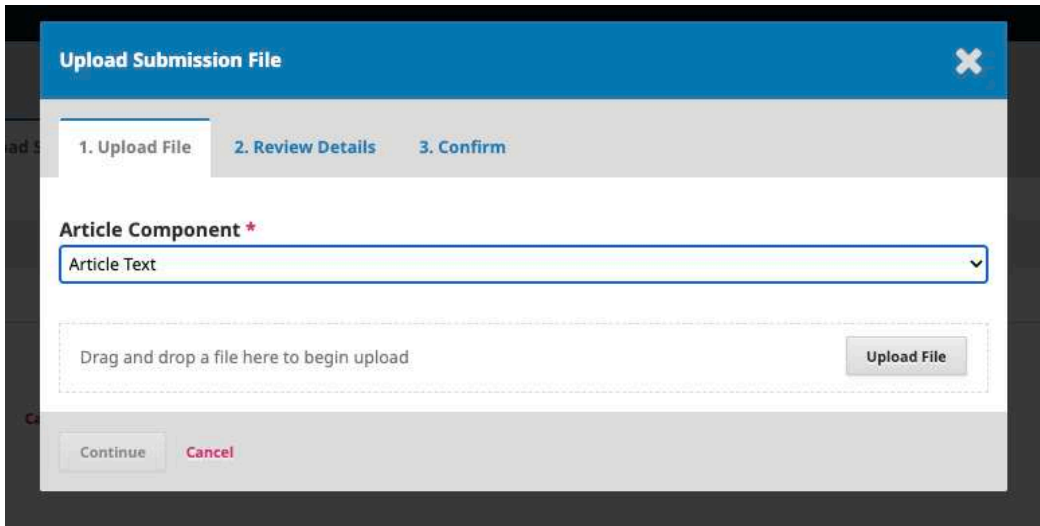 Upload Submission File
1. Upload File 2. Review Details 3. Confirm
Article Component *
Article Text
Drag and drop a file here to begin upload Upload File
Continue Cancel